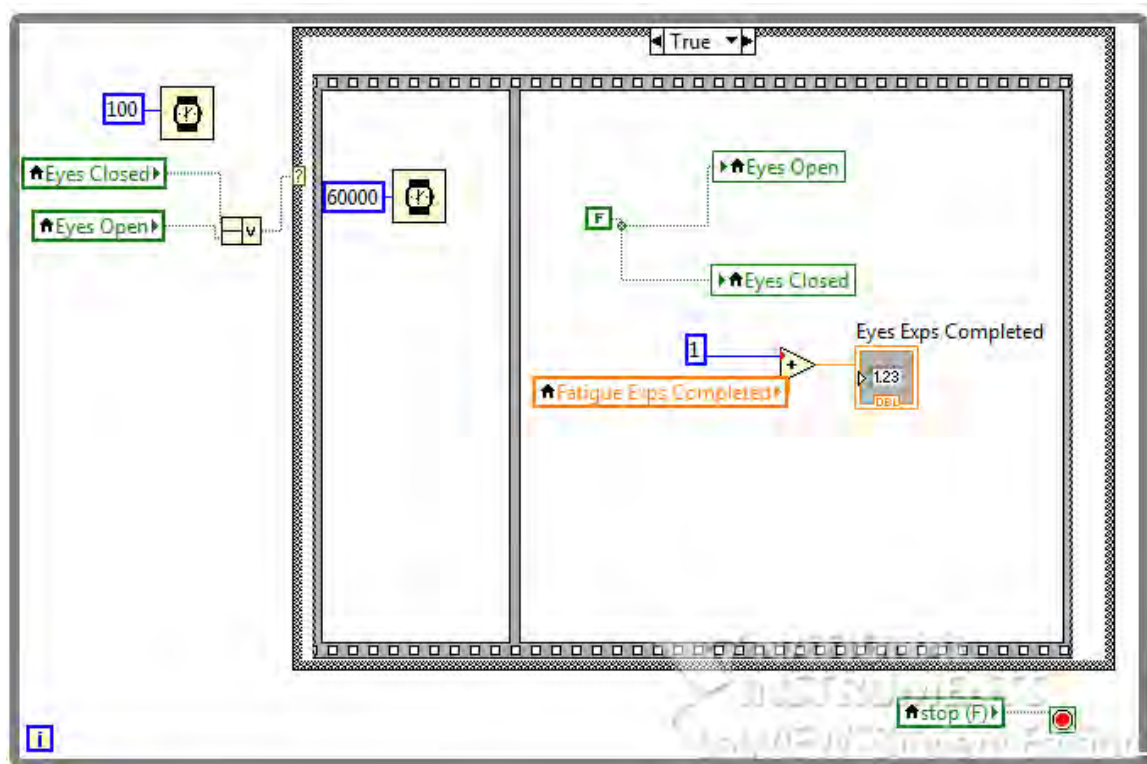 True
100
Eyes Closed
Eyes Open
?
v
60000
Eyes Open
F
Eyes Closed
Eyes Exps Completed
1
+
1.23
DBL
Fatigue Exps Completed
stop (F)
i